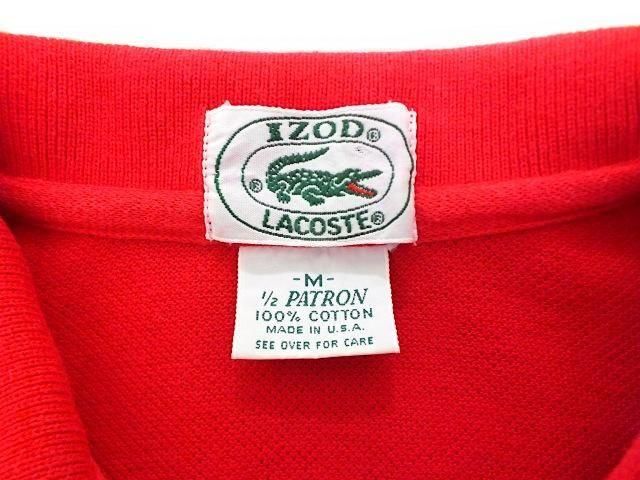 IZOD®
®
LACOSTE®
-M-
1/2 PATRON
100% COTTON
MADE IN U.S.A.
SEE OVER FOR CARE